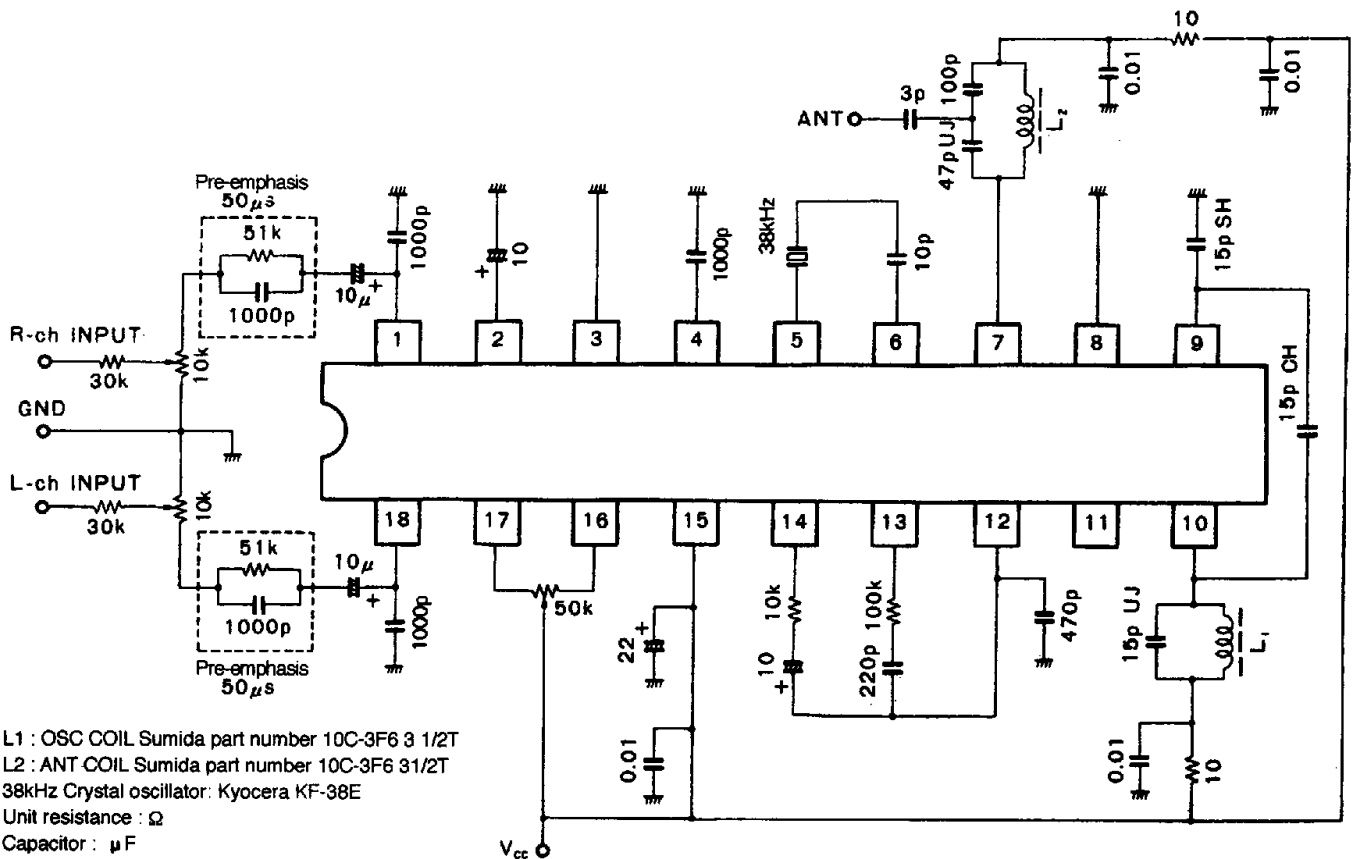 10
0.01
0.01
100p
3p
ANT
47p UJ
L₂
Pre-emphasis
50μs
51k
1000p
10μ
+
1000p
+
10
1000p
38kHz
10p
15p SH
R-ch INPUT
30k
10k
1
2
3
4
5
6
7
8
9
15p CH
GND
L-ch INPUT
30k
10k
18
17
16
15
14
13
12
11
10
51k
1000p
10μ
+
1000p
Pre-emphasis
50μs
50k
22
+
0.01
10k
10
+
100k
220p
470p
15p UJ
L₁
0.01
10
L1 : OSC COIL Sumida part number 10C-3F6 3 1/2T
L2 : ANT COIL Sumida part number 10C-3F6 31/2T
38kHz Crystal oscillator: Kyocera KF-38E
Unit resistance : Ω
Capacitor : μF
Vcc